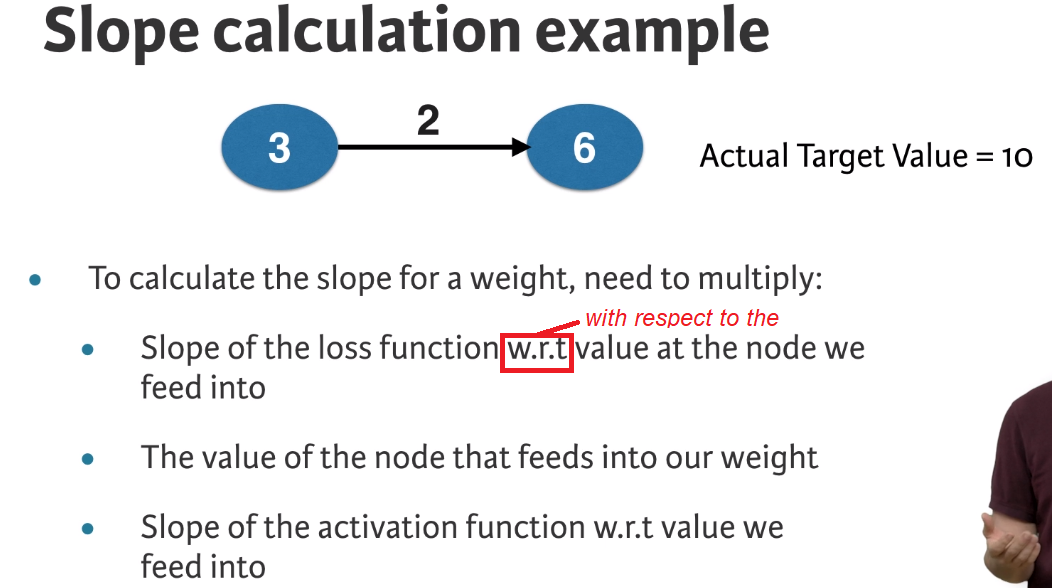 Slope calculation example
2
3
6
Actual Target Value = 10
• To calculate the slope for a weight, need to multiply:
with respect to the
• Slope of the loss function w.r.t value at the node we
feed into
• The value of the node that feeds into our weight
• Slope of the activation function w.r.t value we
feed into